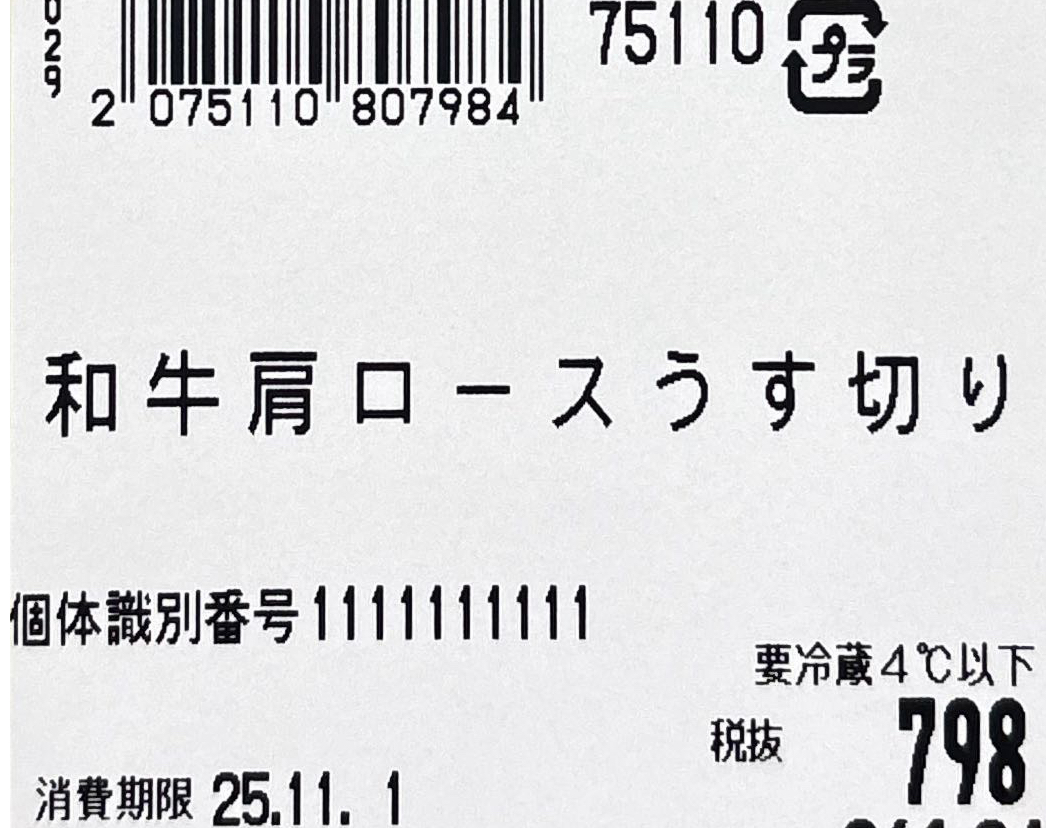 029
75110
プラ
2 075110 807984
和牛肩ロースうす切り
個体識別番号1111111111
要冷蔵4℃以下
税抜 798
消費期限 25.11. 1